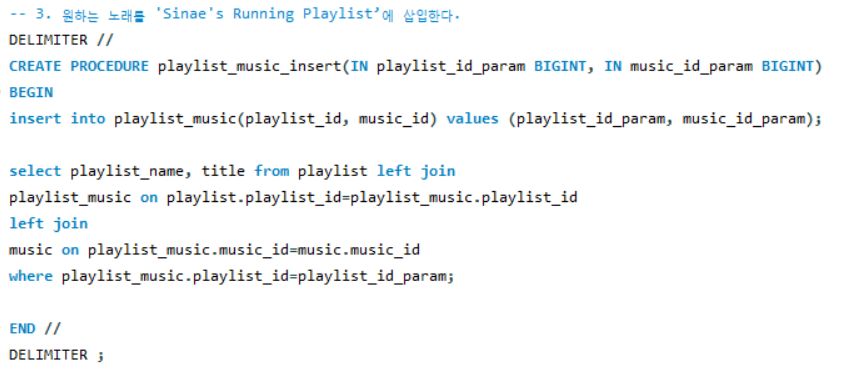 -- 3. 원하는 노래를 'Sinae's Running Playlist’에 삽입한다.
DELIMITER //
CREATE PROCEDURE playlist_music_insert(IN playlist_id_param BIGINT, IN music_id_param BIGINT)
BEGIN
insert into playlist_music(playlist_id, music_id) values (playlist_id_param, music_id_param);
select playlist_name, title from playlist left join
playlist_music on playlist.playlist_id=playlist_music.playlist_id
left join
music on playlist_music.music_id=music.music_id
where playlist_music.playlist_id=playlist_id_param;
END //
DELIMITER ;